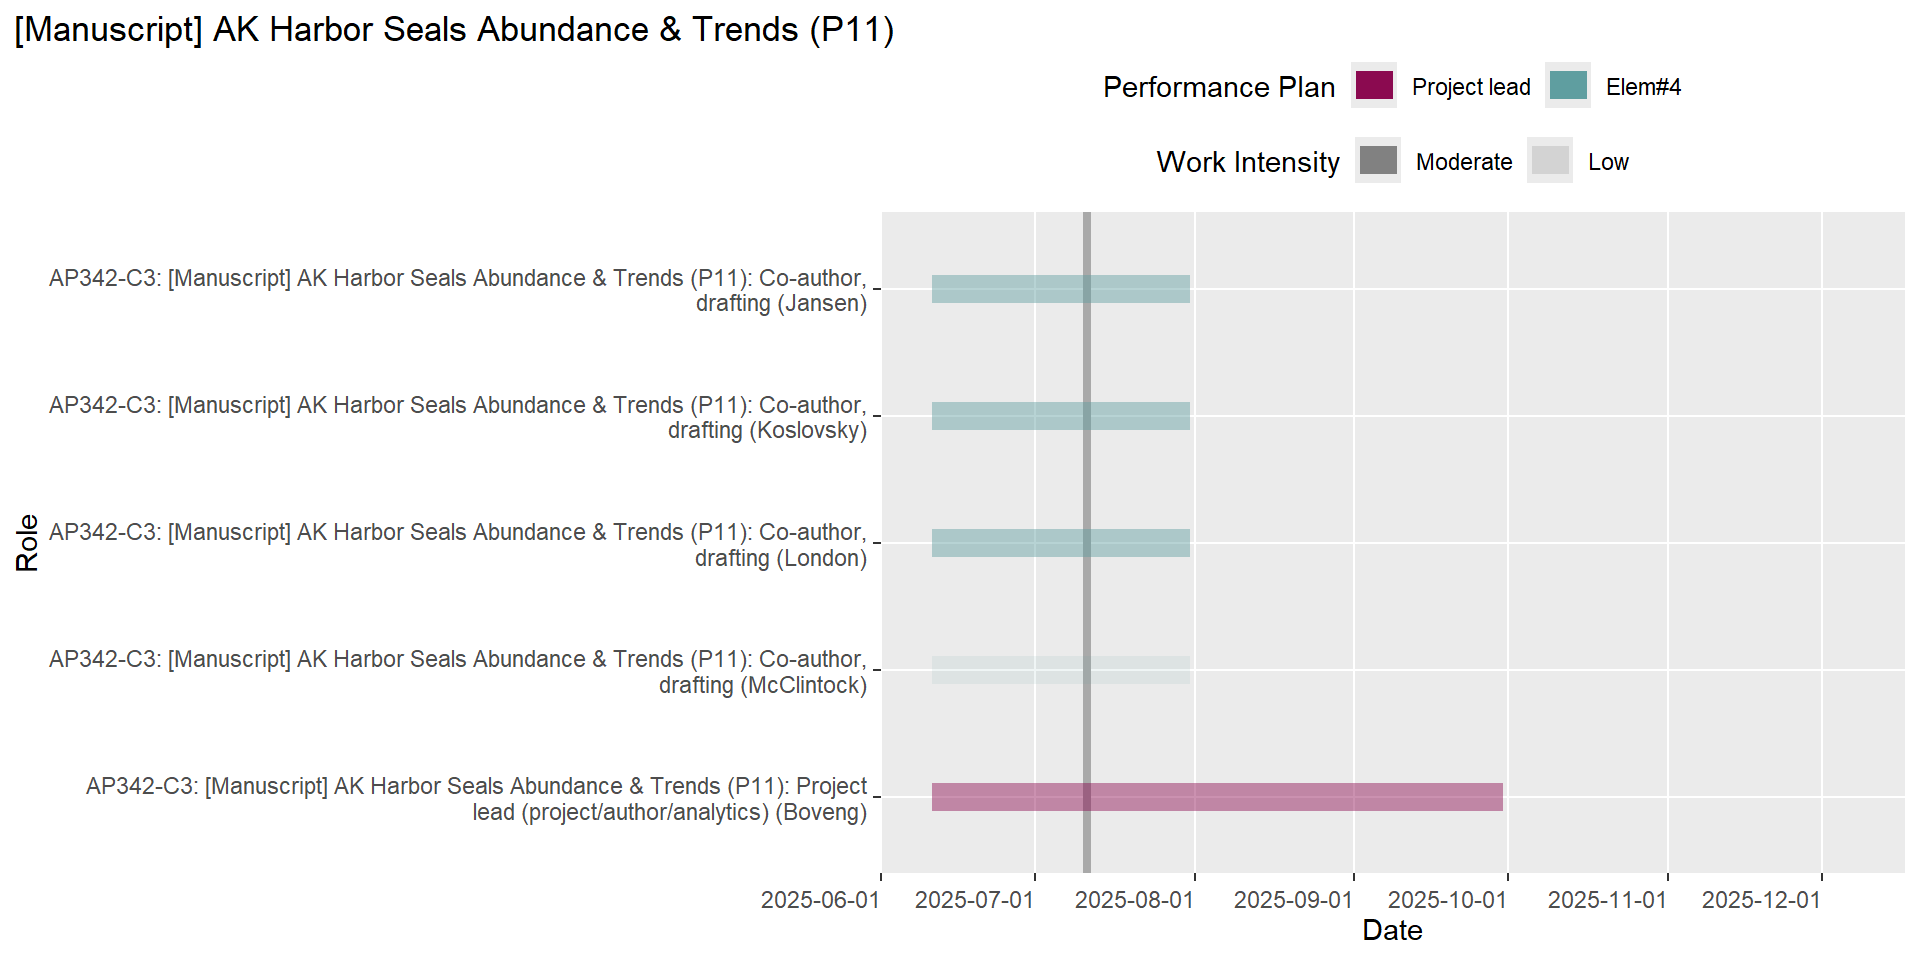 [Manuscript] AK Harbor Seals Abundance & Trends (P11)
Performance Plan Project lead Elem#4
Work Intensity Moderate Low
AP342-C3: [Manuscript] AK Harbor Seals Abundance & Trends (P11): Co-author,
drafting (Jansen)
AP342-C3: [Manuscript] AK Harbor Seals Abundance & Trends (P11): Co-author,
drafting (Koslovsky)
Role
AP342-C3: [Manuscript] AK Harbor Seals Abundance & Trends (P11): Co-author,
drafting (London)
AP342-C3: [Manuscript] AK Harbor Seals Abundance & Trends (P11): Co-author,
drafting (McClintock)
AP342-C3: [Manuscript] AK Harbor Seals Abundance & Trends (P11): Project
lead (project/author/analytics) (Boveng)
2025-06-01 2025-07-01 2025-08-01 2025-09-01 2025-10-01 2025-11-01 2025-12-01
Date